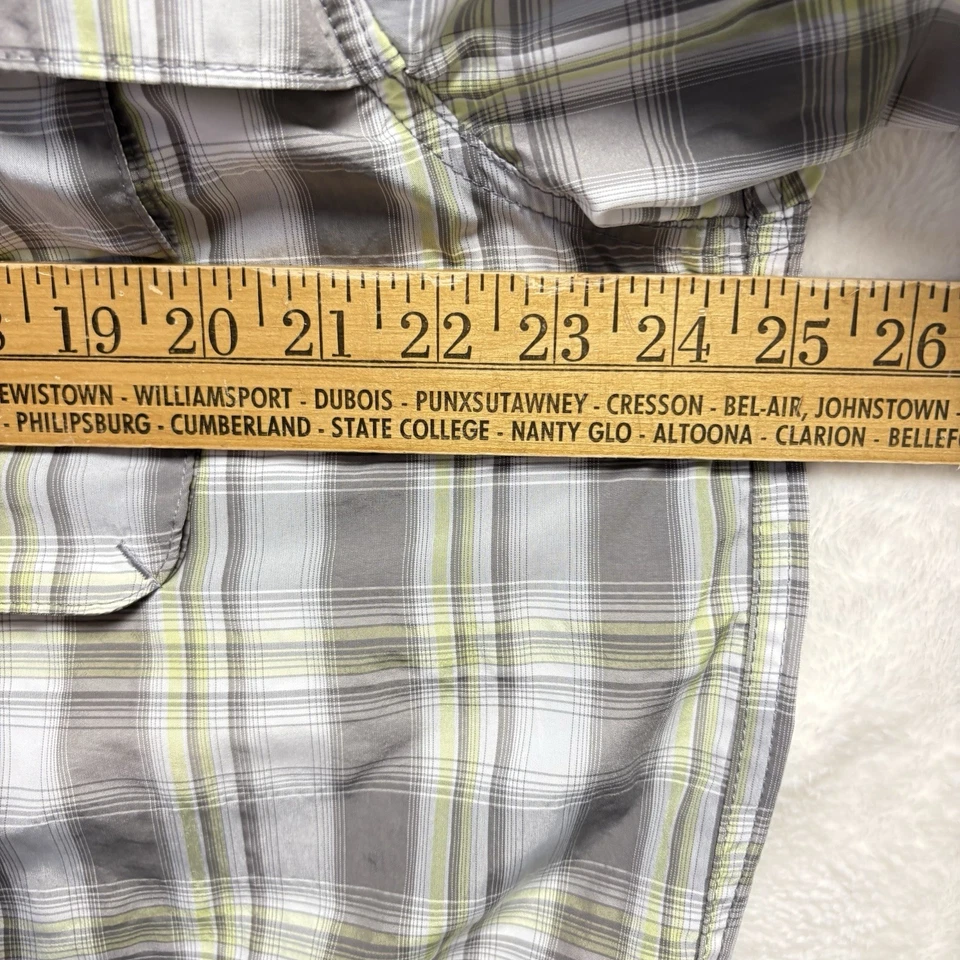 8 19 20 21 22 23 24 25 26
EWISTOWN - WILLIAMSPORT - DUBOIS - PUNXSUTAWNEY - CRESSON - BEL-AIR, JOHNSTOWN -
- PHILIPSBURG - CUMBERLAND - STATE COLLEGE - NANTY GLO - ALTOONA - CLARION - BELLEF